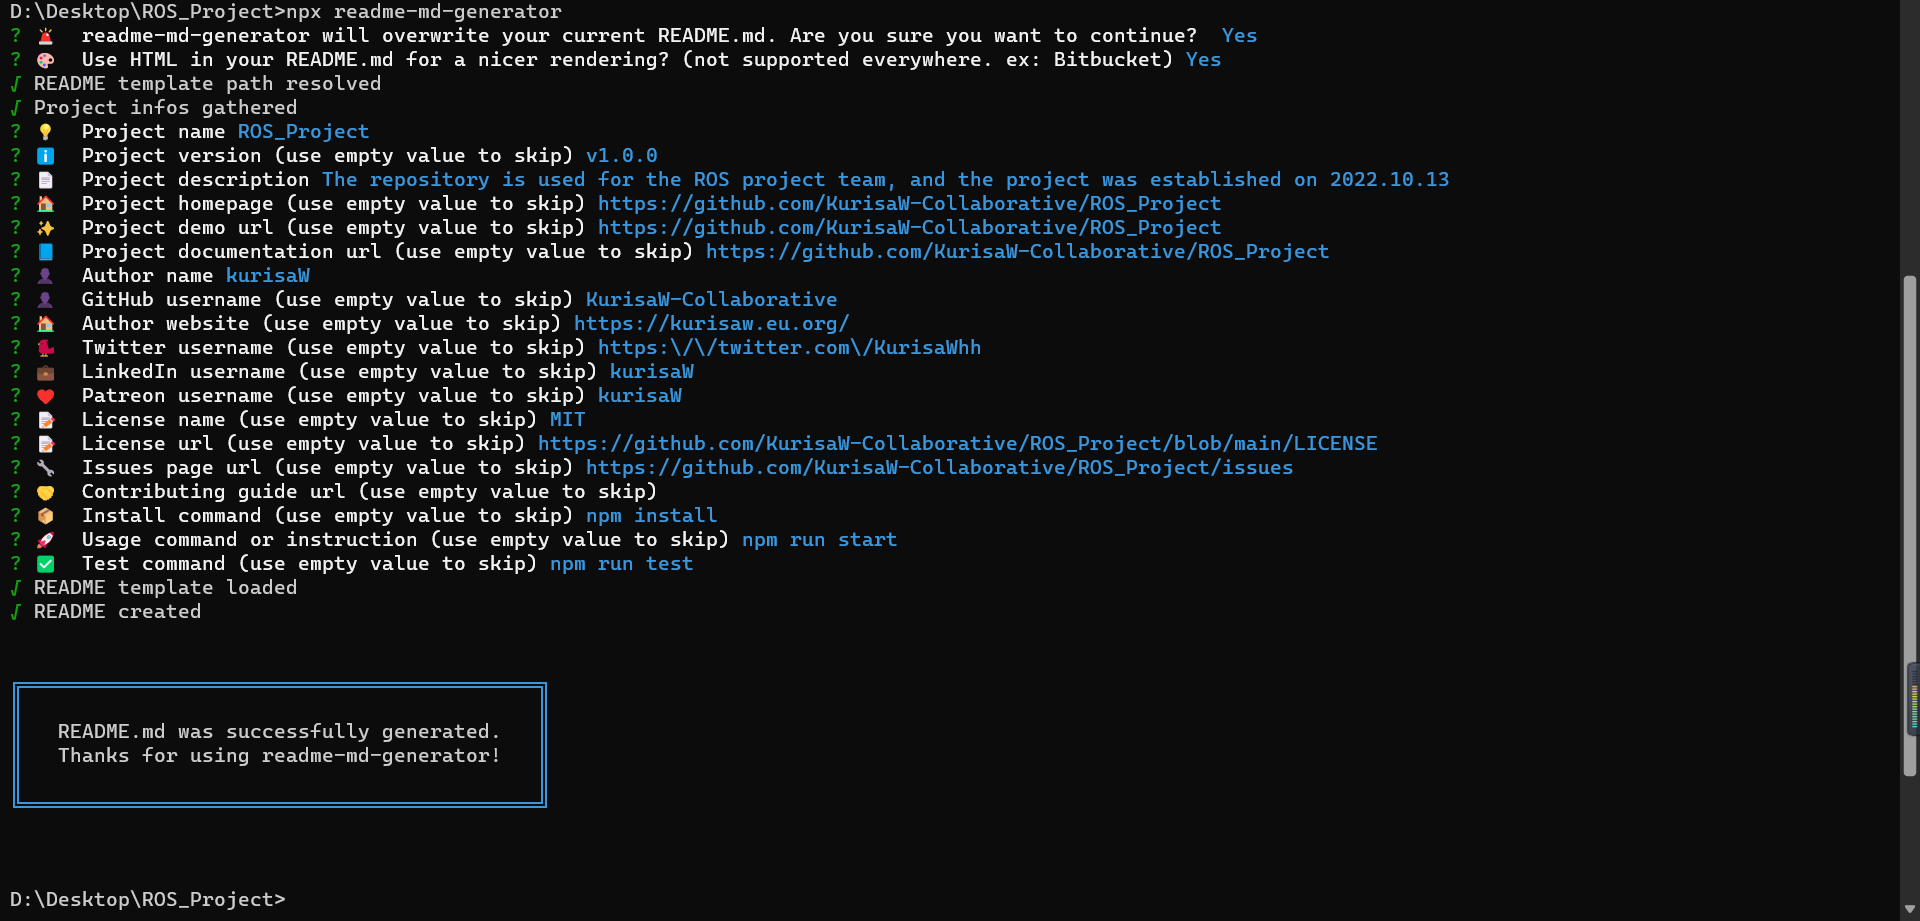 D:\Desktop\ROS_Project>npx readme-md-generator
? 🚨 readme-md-generator will overwrite your current README.md. Are you sure you want to continue? Yes
? 🎨 Use HTML in your README.md for a nicer rendering? (not supported everywhere. ex: Bitbucket) Yes
√ README template path resolved
√ Project infos gathered
? 💡 Project name ROS_Project
? ℹ️ Project version (use empty value to skip) v1.0.0
? 📄 Project description The repository is used for the ROS project team, and the project was established on 2022.10.13
? 🏠 Project homepage (use empty value to skip) https://github.com/KurisaW-Collaborative/ROS_Project
? ✨ Project demo url (use empty value to skip) https://github.com/KurisaW-Collaborative/ROS_Project
? 📘 Project documentation url (use empty value to skip) https://github.com/KurisaW-Collaborative/ROS_Project
? 👤 Author name kurisaW
? 👤 GitHub username (use empty value to skip) KurisaW-Collaborative
? 🏠 Author website (use empty value to skip) https://kurisaw.eu.org/
? 🐦 Twitter username (use empty value to skip) https:\/\/twitter.com\/KurisaWhh
? 💼 LinkedIn username (use empty value to skip) kurisaW
? ❤️ Patreon username (use empty value to skip) kurisaW
? 📝 License name (use empty value to skip) MIT
? 📝 License url (use empty value to skip) https://github.com/KurisaW-Collaborative/ROS_Project/blob/main/LICENSE
? 🔧 Issues page url (use empty value to skip) https://github.com/KurisaW-Collaborative/ROS_Project/issues
? 🤝 Contributing guide url (use empty value to skip)
? 📦 Install command (use empty value to skip) npm install
? 🚀 Usage command or instruction (use empty value to skip) npm run start
? ✅ Test command (use empty value to skip) npm run test
√ README template loaded
√ README created
README.md was successfully generated.
Thanks for using readme-md-generator!
D:\Desktop\ROS_Project>